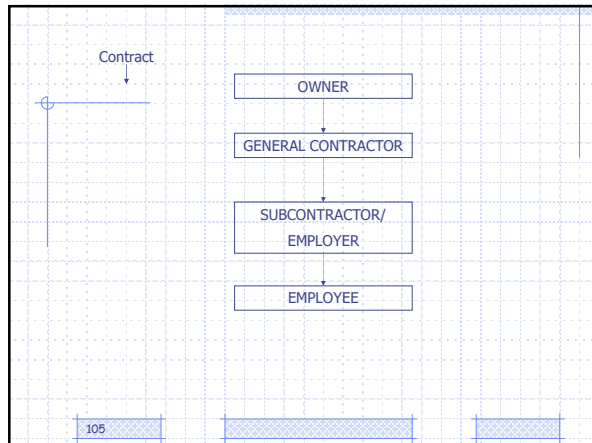 Contract
OWNER
GENERAL CONTRACTOR
SUBCONTRACTOR/
EMPLOYER
EMPLOYEE
105